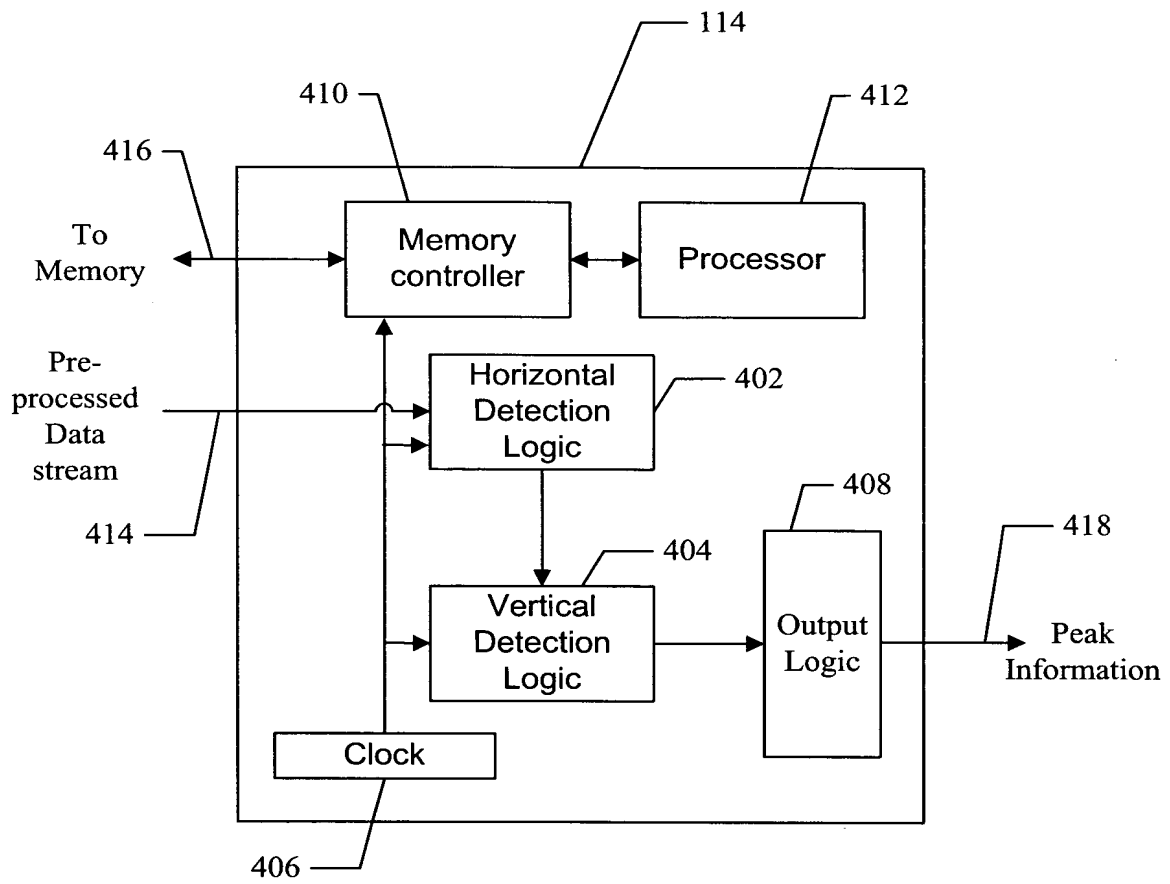 114
410
412
416
To
Memory
Memory
controller
Processor
Pre-
processed
Data
stream
414
Horizontal
Detection
Logic
402
408
418
404
Vertical
Detection
Logic
Output
Logic
Peak
Information
Clock
406